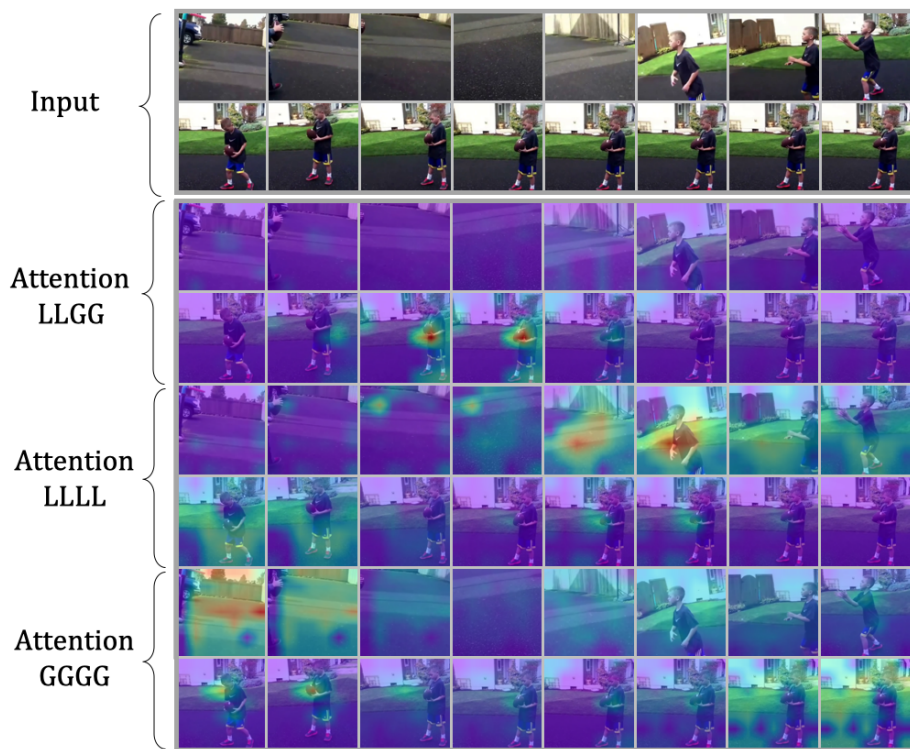 Input
Attention
LLGG
Attention
LLLL
Attention
GGGG